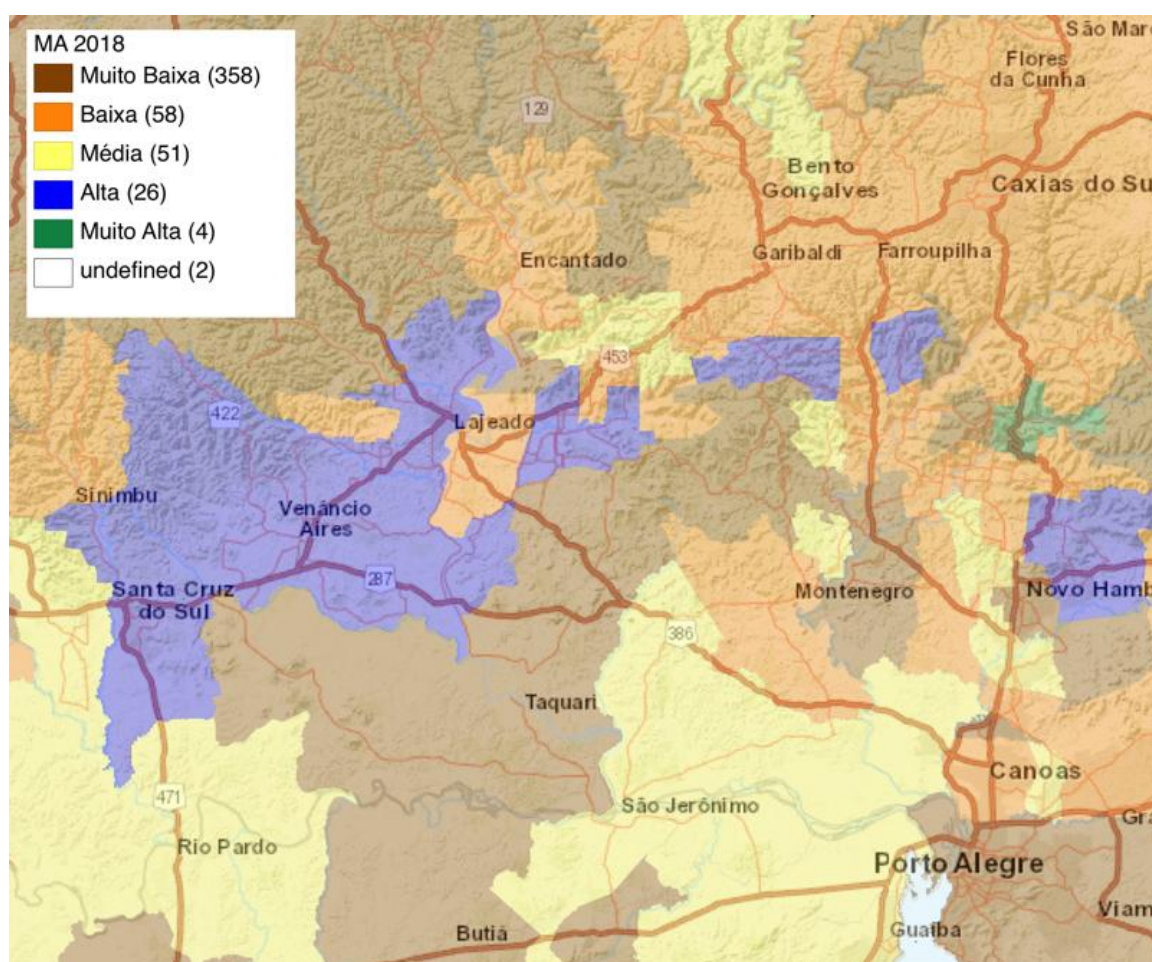 MA 2018
Muito Baixa (358)
Baixa (58)
Média (51)
Alta (26)
Muito Alta (4)
undefined (2)
São Marc
Flores
da Cunha
129
Bento
Gonçalves
Caxias do Su
Encantado
Garibaldi
Farroupilha
453
422
Lajeado
Sinimbu
Venâncio
Aires
287
Santa Cruz
do Sul
Montenegro
Novo Hamb
386
Taquari
Canoas
471
São Jerônimo
Gra
Rio Pardo
Porto Alegre
Viam
Butiá
Guaíba